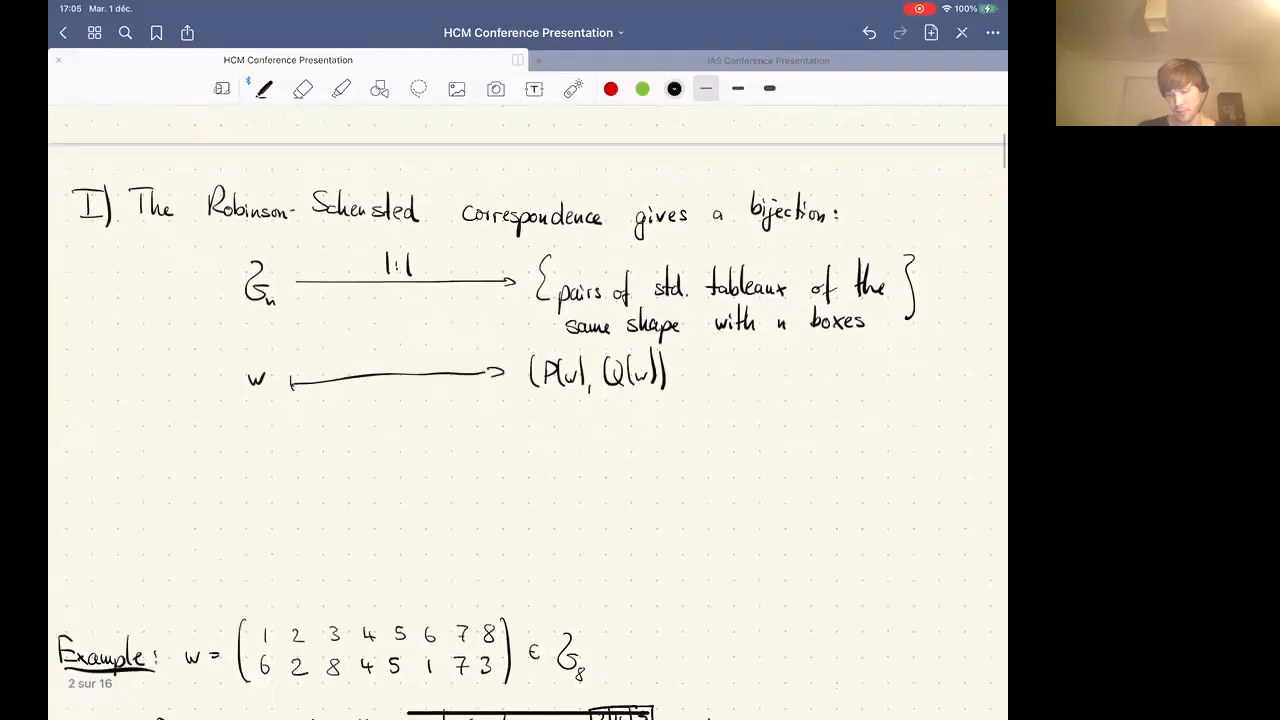 17:05 Mar. 1 déc.
100%
HCM Conference Presentation
HCM Conference Presentation
IAS Conference Presentation
I) The Robinson-Schensted correspondence gives a bijection:
𝔖ₙ 1:1 {pairs of std. tableaux of the
same shape with n boxes}
w ↦ (P(w), Q(w))
Example: w = ( 1 2 3 4 5 6 7 8
6 2 8 4 5 1 7 3 ) ∈ 𝔖₈
2 sur 16